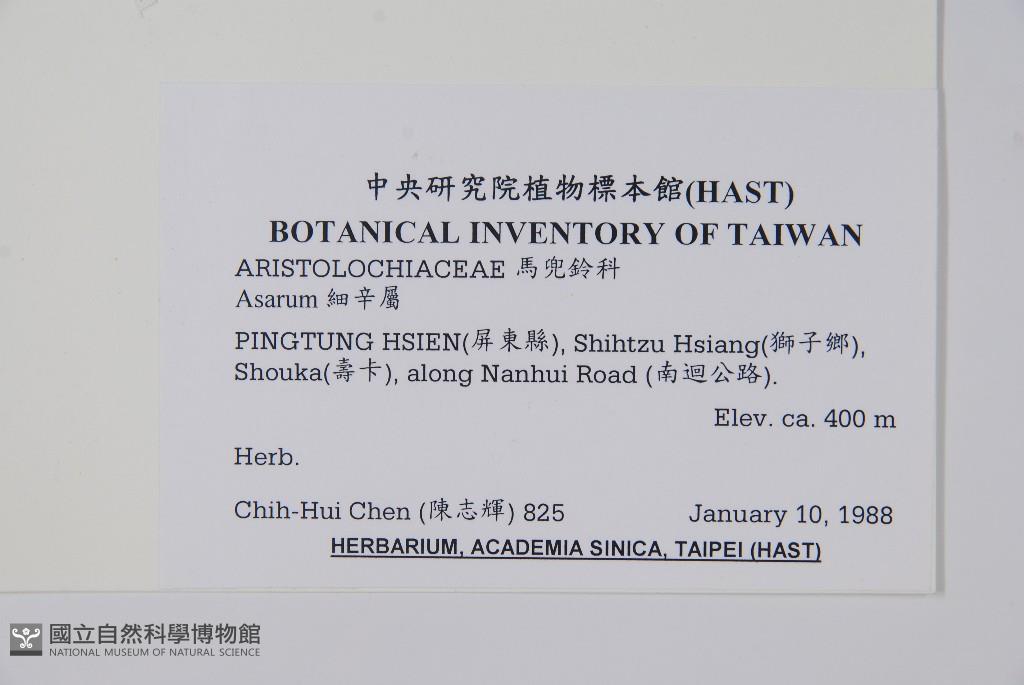 中央研究院植物標本館(HAST)
BOTANICAL INVENTORY OF TAIWAN
ARISTOLOCHIACEAE 馬兜鈴科
Asarum 細辛屬
PINGTUNG HSIEN(屏東縣), Shihtzu Hsiang(獅子鄉),
Shouka(壽卡), along Nanhui Road (南迴公路).
Elev. ca. 400 m
Herb.
Chih-Hui Chen (陳志輝) 825 January 10, 1988
HERBARIUM, ACADEMIA SINICA, TAIPEI (HAST)
國立自然科學博物館
NATIONAL MUSEUM OF NATURAL SCIENCE